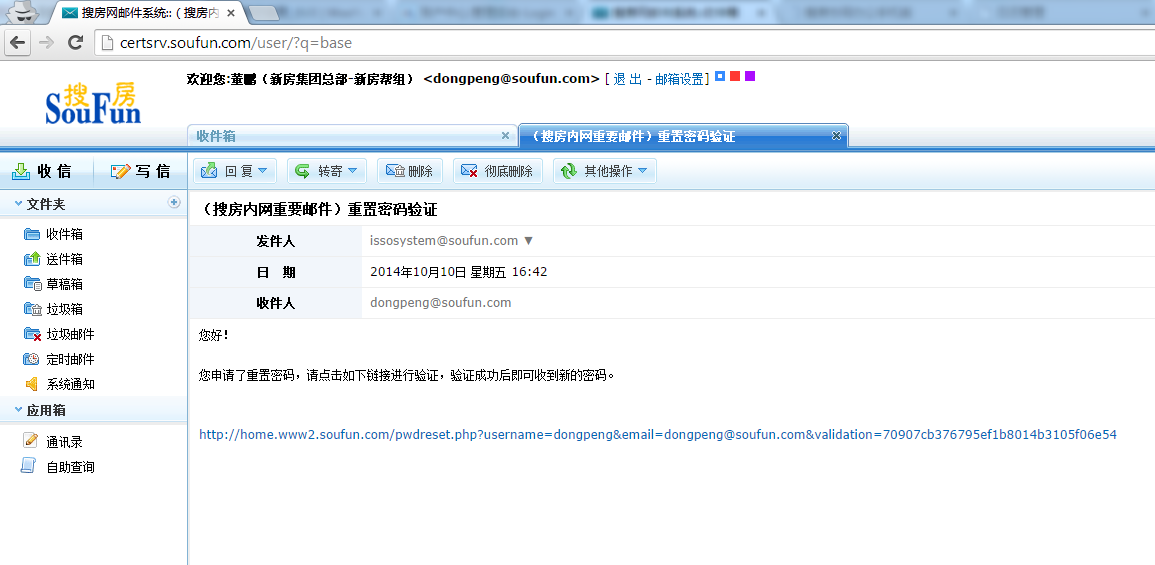 搜房网邮件系统::（搜房内
certsrv.soufun.com/user/?q=base
搜房
SouFun
欢迎您:董鹏（新房集团总部-新房帮组） <dongpeng@soufun.com> [ 退 出 - 邮箱设置]
收件箱
（搜房内网重要邮件）重置密码验证
收 信 写 信
回 复 转寄 删除 彻底删除 其他操作
文件夹
收件箱
送件箱
草稿箱
垃圾箱
垃圾邮件
定时邮件
系统通知
应用箱
通讯录
自助查询
（搜房内网重要邮件）重置密码验证
发件人 issosystem@soufun.com ▼
日 期 2014年10月10日 星期五 16:42
收件人 dongpeng@soufun.com
您好！
您申请了重置密码，请点击如下链接进行验证，验证成功后即可收到新的密码。
http://home.www2.soufun.com/pwdreset.php?username=dongpeng&email=dongpeng@soufun.com&validation=70907cb376795ef1b8014b3105f06e54